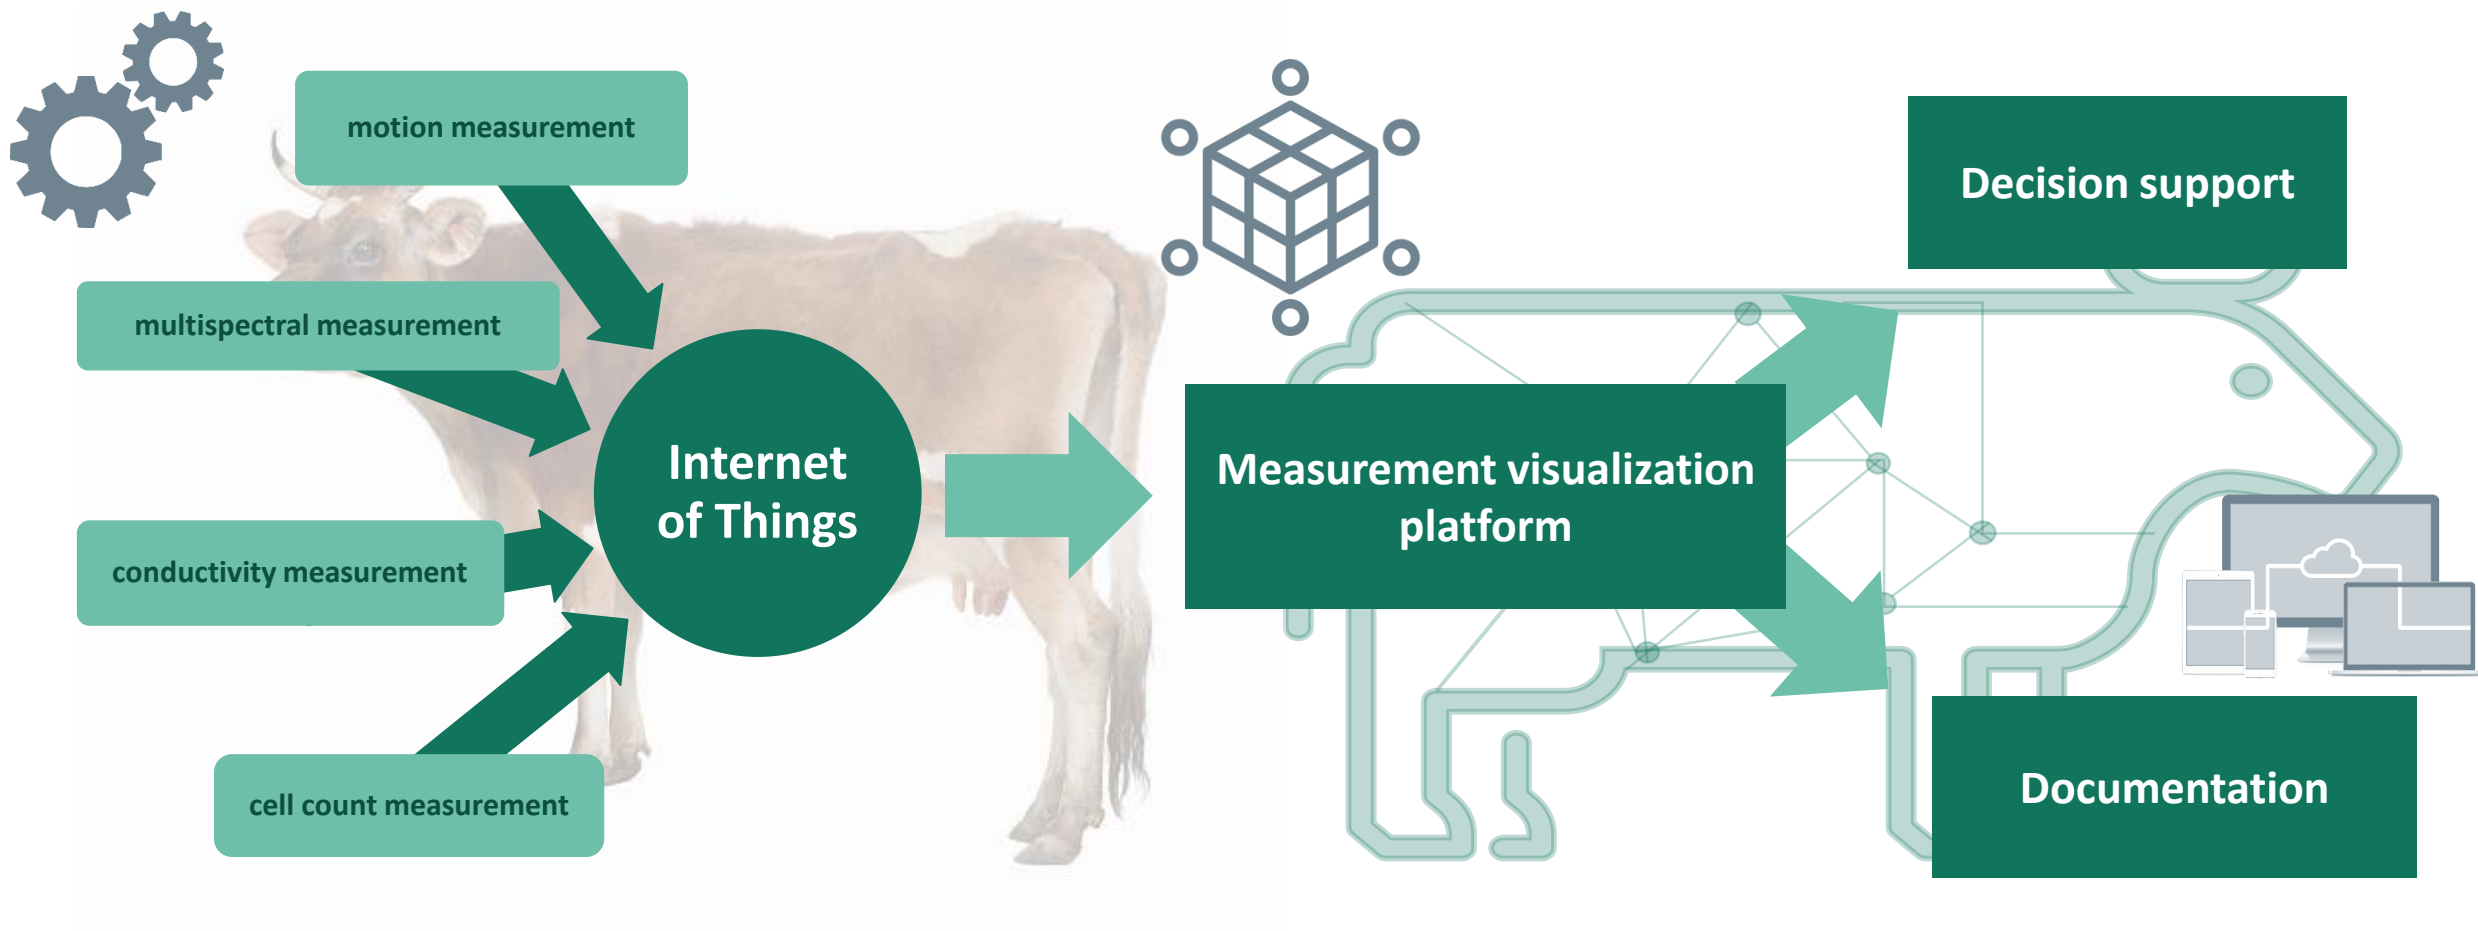 motion measurement
multispectral measurement
conductivity measurement
cell count measurement
Internet
of Things
Measurement visualization
platform
Decision support
Documentation